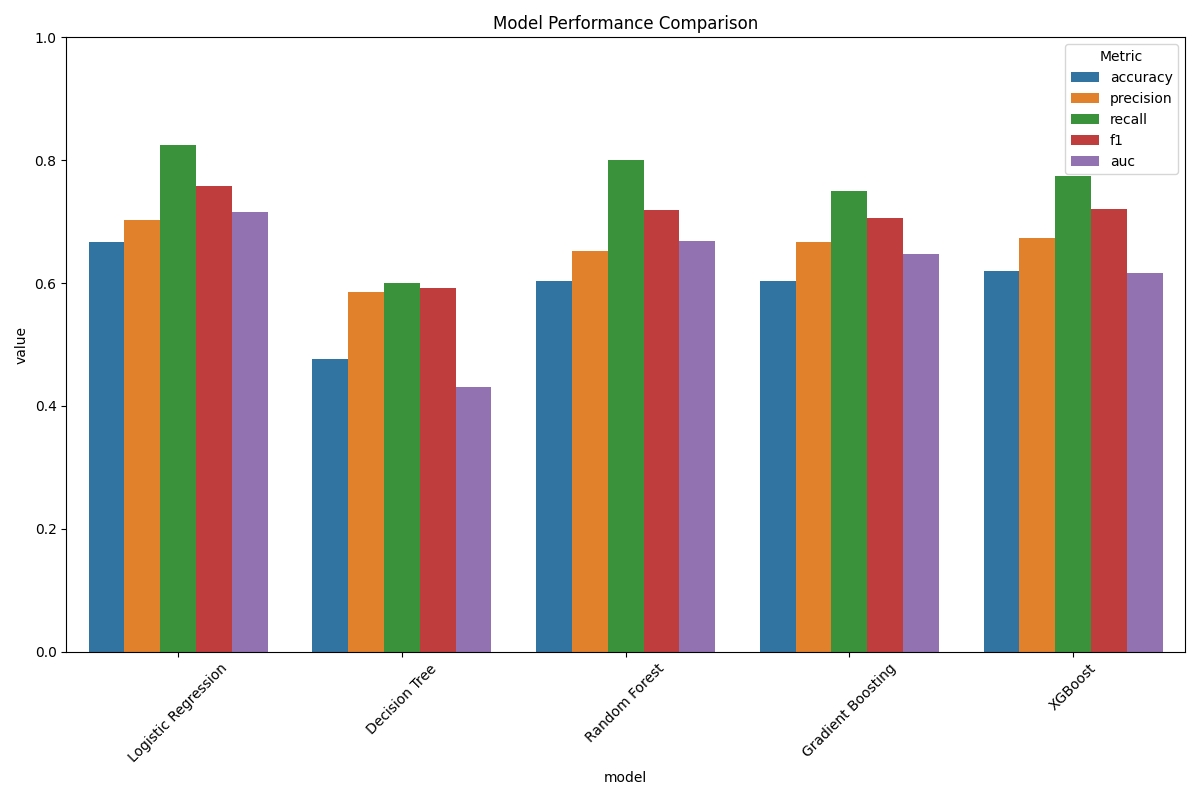 Model Performance Comparison
1.0
0.8
0.6
0.4
0.2
0.0
value
Metric
accuracy
precision
recall
f1
auc
Logistic Regression
Decision Tree
Random Forest
Gradient Boosting
XGBoost
model